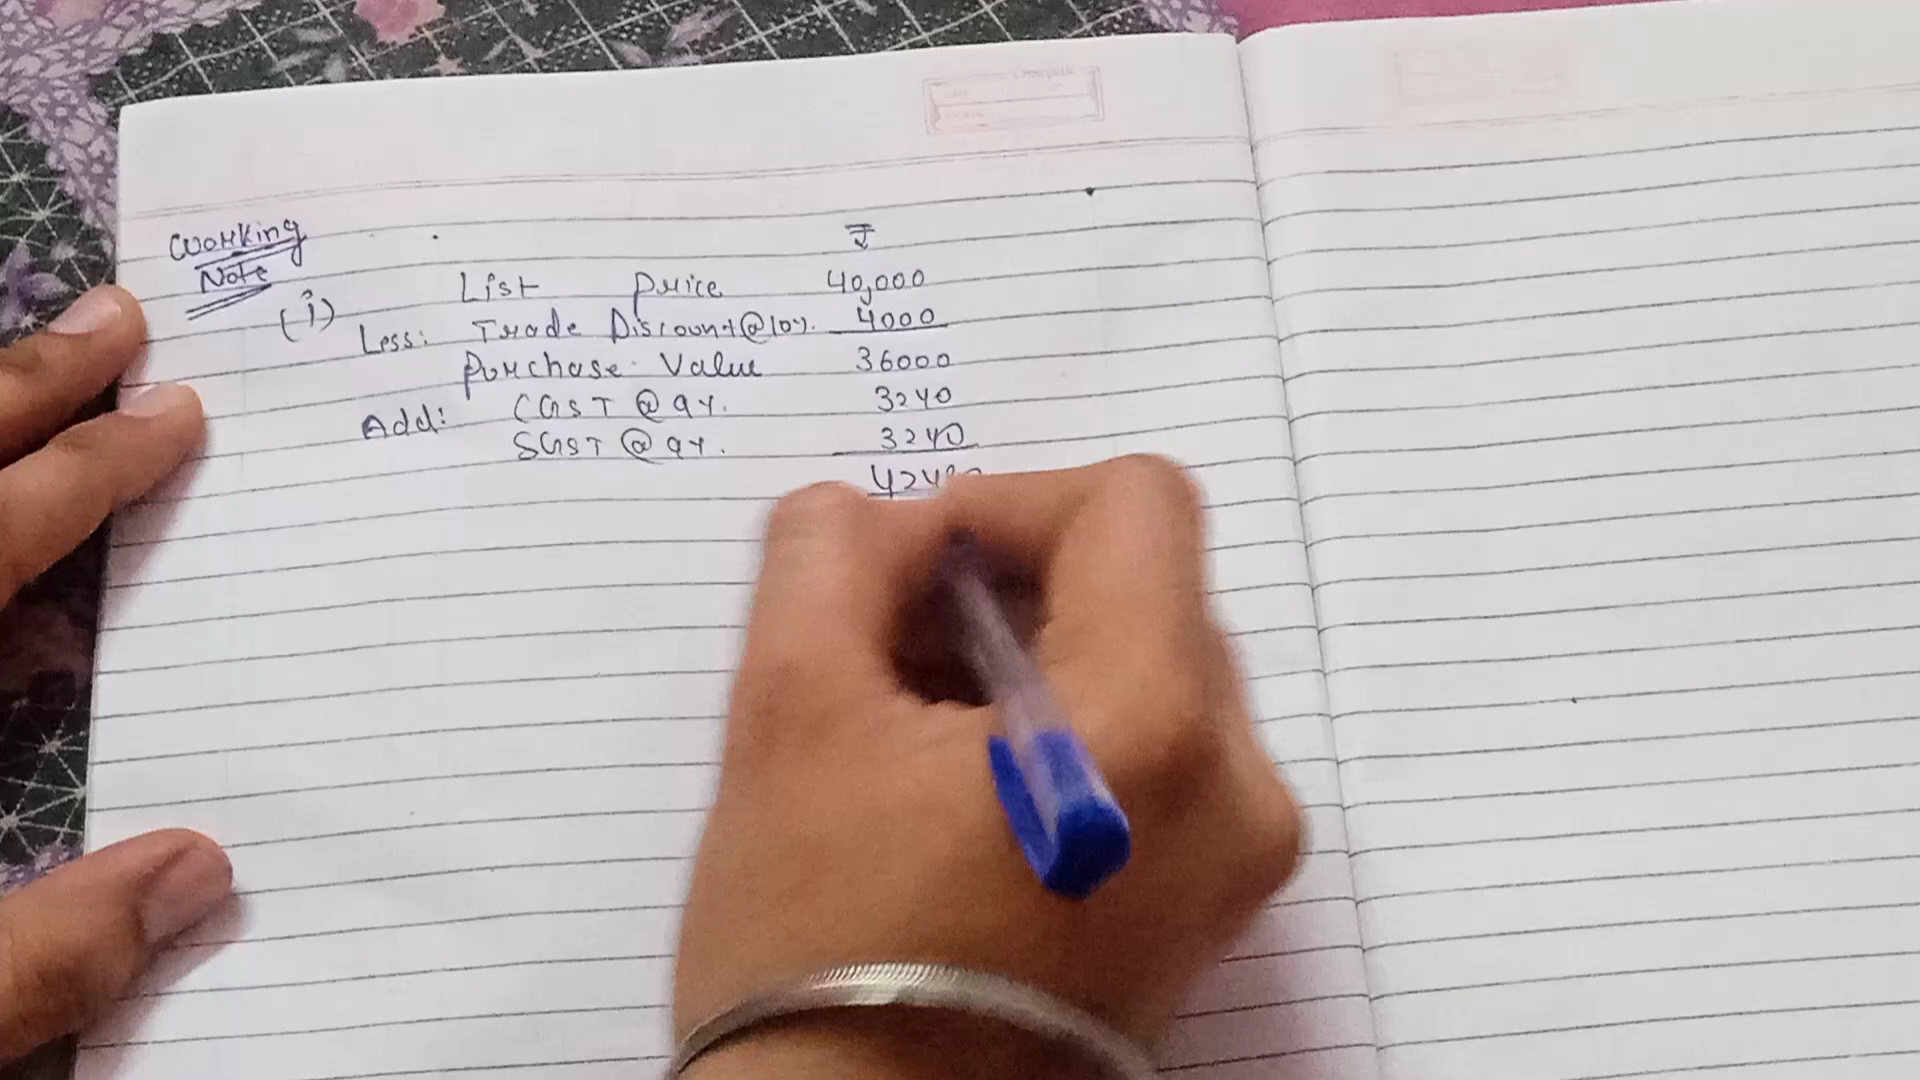 Working
Note
₹
(i) List Price 40,000
Less: Trade Discount@10%. 4000
Purchase Value 36000
Add: CGST @ 9%. 3240
SGST @ 9%. 3240